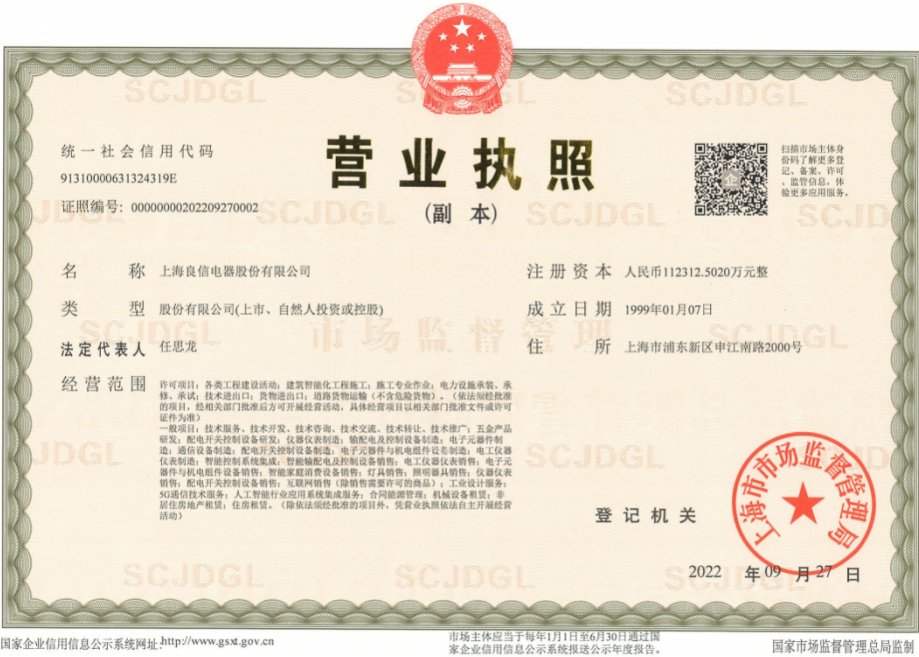 统一社会信用代码
91310000631324319E
证照编号：00000000202209270002
营业执照
（副 本）
扫描市场主体身
份码了解更多登
记、备案、许可
、监管信息，体
验更多应用服务。
名 称 上海良信电器股份有限公司
类 型 股份有限公司(上市、自然人投资或控股)
法定代表人 任思龙
经营范围 许可项目：各类工程建设活动；建筑智能化工程施工；施工专业作业；电力设施承装、承
修、承试；技术进出口；货物进出口；道路货物运输（不含危险货物）。（依法须经批准
的项目，经相关部门批准后方可开展经营活动，具体经营项目以相关部门批准文件或许可
证件为准）
一般项目：技术服务、技术开发、技术咨询、技术交流、技术转让、技术推广；五金产品
研发；配电开关控制设备研发；仪器仪表制造；输配电及控制设备制造；电子元器件制
造；通信设备制造；配电开关控制设备制造；电子元器件与机电组件设备制造；电工仪器
仪表制造；智能控制系统集成；智能输配电及控制设备销售；电工仪器仪表销售；电子元
器件与机电组件设备销售；智能家庭消费设备销售；灯具销售；照明器具销售；仪器仪表
销售；配电开关控制设备销售；互联网销售（除销售需要许可的商品）；工业设计服务；
5G通信技术服务；人工智能行业应用系统集成服务；合同能源管理；机械设备租赁；非
居住房地产租赁；住房租赁。（除依法须经批准的项目外，凭营业执照依法自主开展经营
活动）
注册资本 人民币112312.5020万元整
成立日期 1999年01月07日
住 所 上海市浦东新区申江南路2000号
登记机关
上海市市场监督管理局
2022 年 09 月 27 日
SCJDGL
市场监督管理
国家企业信用信息公示系统网址:http://www.gsxt.gov.cn
市场主体应当于每年1月1日至6月30日通过国
家企业信用信息公示系统报送公示年度报告。
国家市场监督管理总局监制